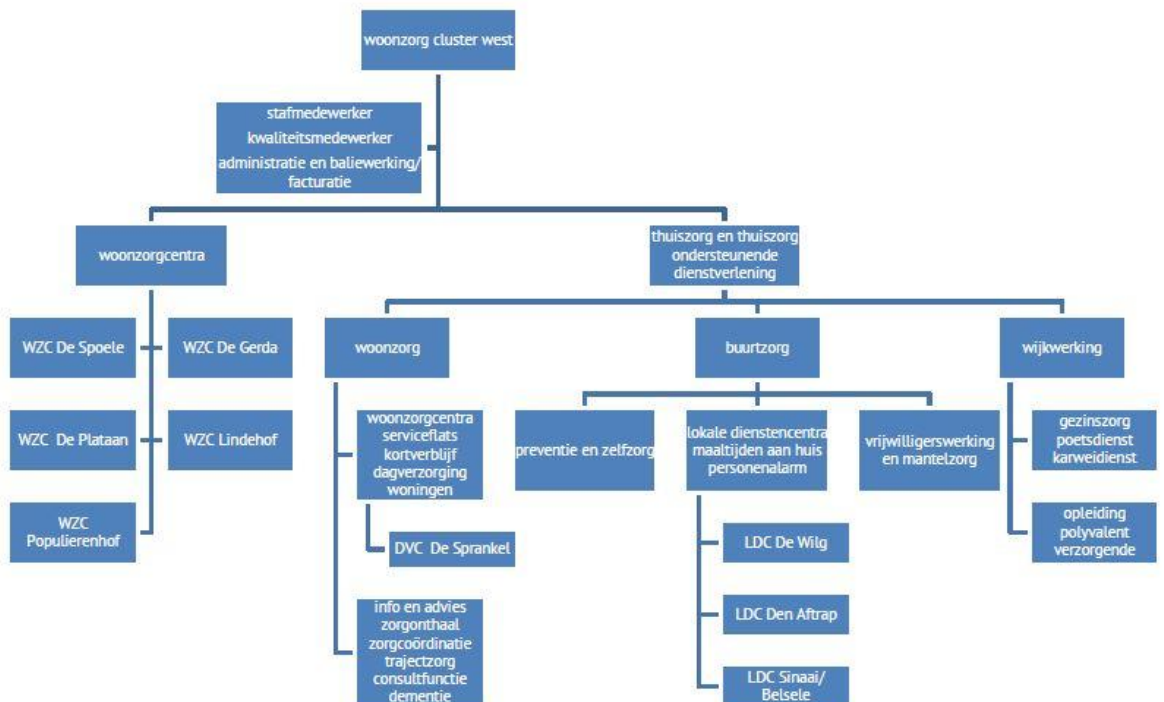 woonzorg cluster west
stafmedewerker
kwaliteitsmedewerker
administratie en baliewerking/
facturatie
woonzorgcentra
thuiszorg en thuiszorg
ondersteunende
dienstverlening
WZC De Spoele
WZC De Gerda
WZC De Plataan
WZC Lindehof
WZC
Populierenhof
woonzorg
woonzorgcentra
serviceflats
kortverblijf
dagverzorging
woningen
DVC De Sprankel
info en advies
zorgonthaal
zorgcoördinatie
trajectzorg
consultfunctie
dementie
buurtzorg
preventie en zelfzorg
lokale dienstencentra
maaltijden aan huis
personenalarm
LDC De Wilg
LDC Den Aftrap
LDC Sinaai/
Belsele
vrijwilligerswerking
en mantelzorg
wijkwerking
gezinszorg
poetsdienst
karweidienst
opleiding
polyvalent
verzorgende